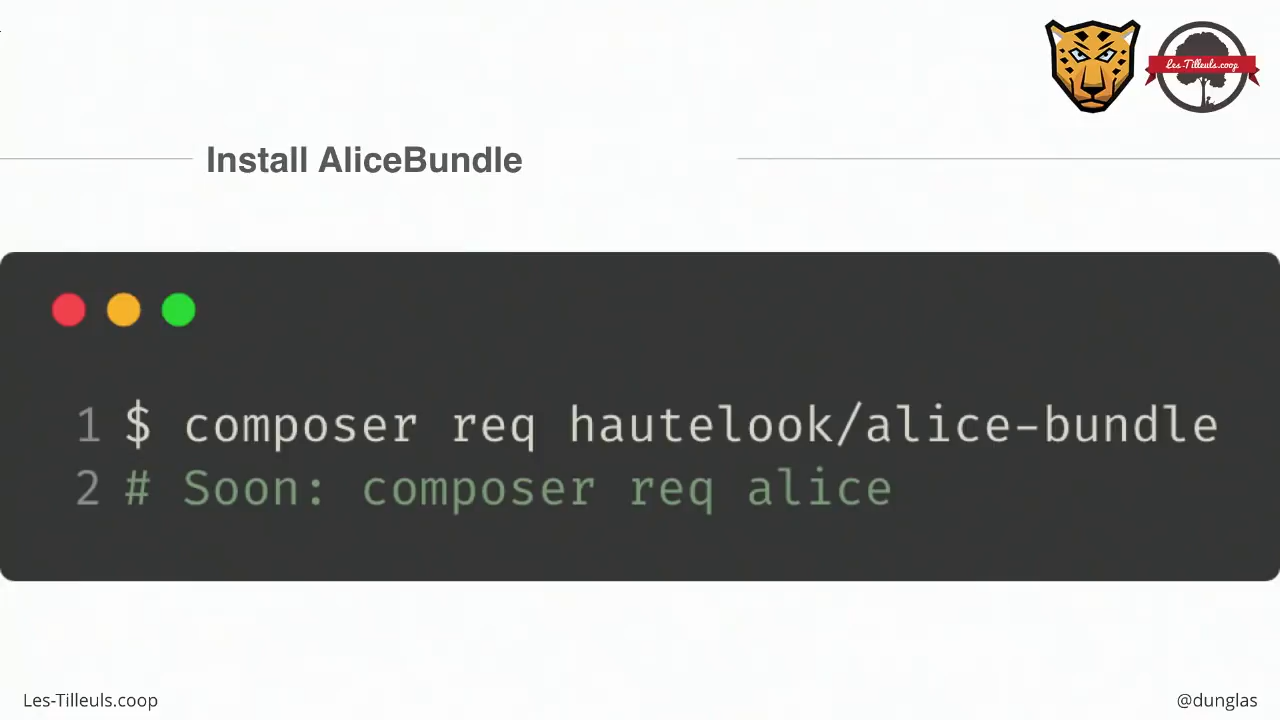 Les-Tilleuls.coop
Install AliceBundle
1 $ composer req hautelook/alice-bundle
2 # Soon: composer req alice
Les-Tilleuls.coop
@dunglas